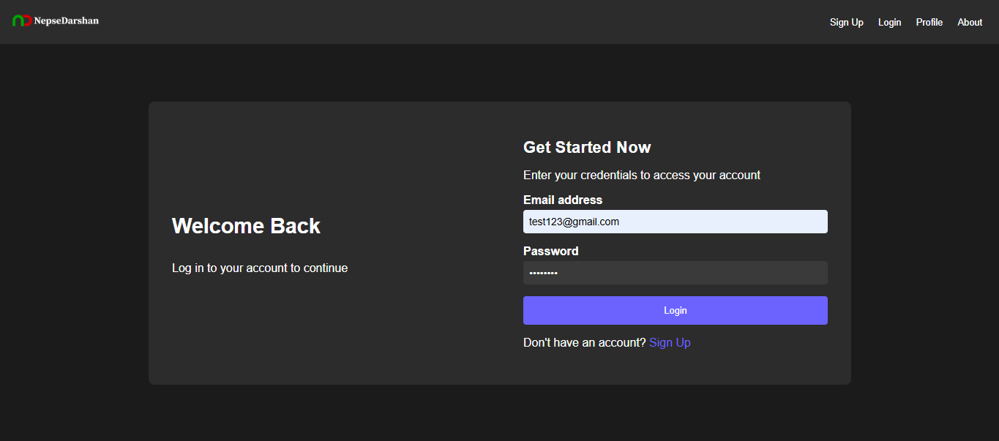 NepseDarshan
Sign Up Login Profile About
Welcome Back
Log in to your account to continue
Get Started Now
Enter your credentials to access your account
Email address
test123@gmail.com
Password
••••••••
Login
Don't have an account? Sign Up